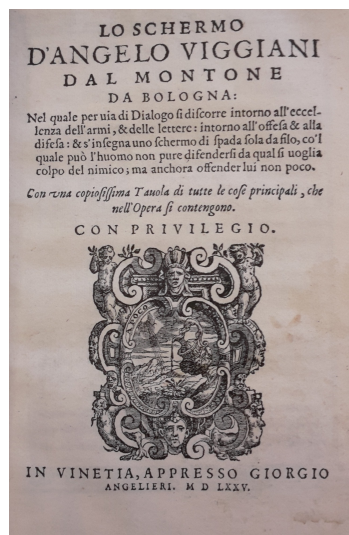 LO SCHERMO
D'ANGELO VIGGIANI
DAL MONTONE
DA BOLOGNA:
Nel quale per uia di Dialogo si discorre intorno all'eccel-
lenza dell'armi, & delle lettere: intorno all'offesa & alla
difesa: & s'insegna uno schermo di spada sola da filo, co'l
quale può l'huomo non pure difendersi da qual si uoglia
colpo del nimico; ma anchora offender lui non poco.
Con vna copiosissima Tauola di tutte le cose principali, che
nell'Opera si contengono.
CON PRIVILEGIO.
IN VINETIA, APPRESSO GIORGIO
ANGELIERI. M D LXXV.